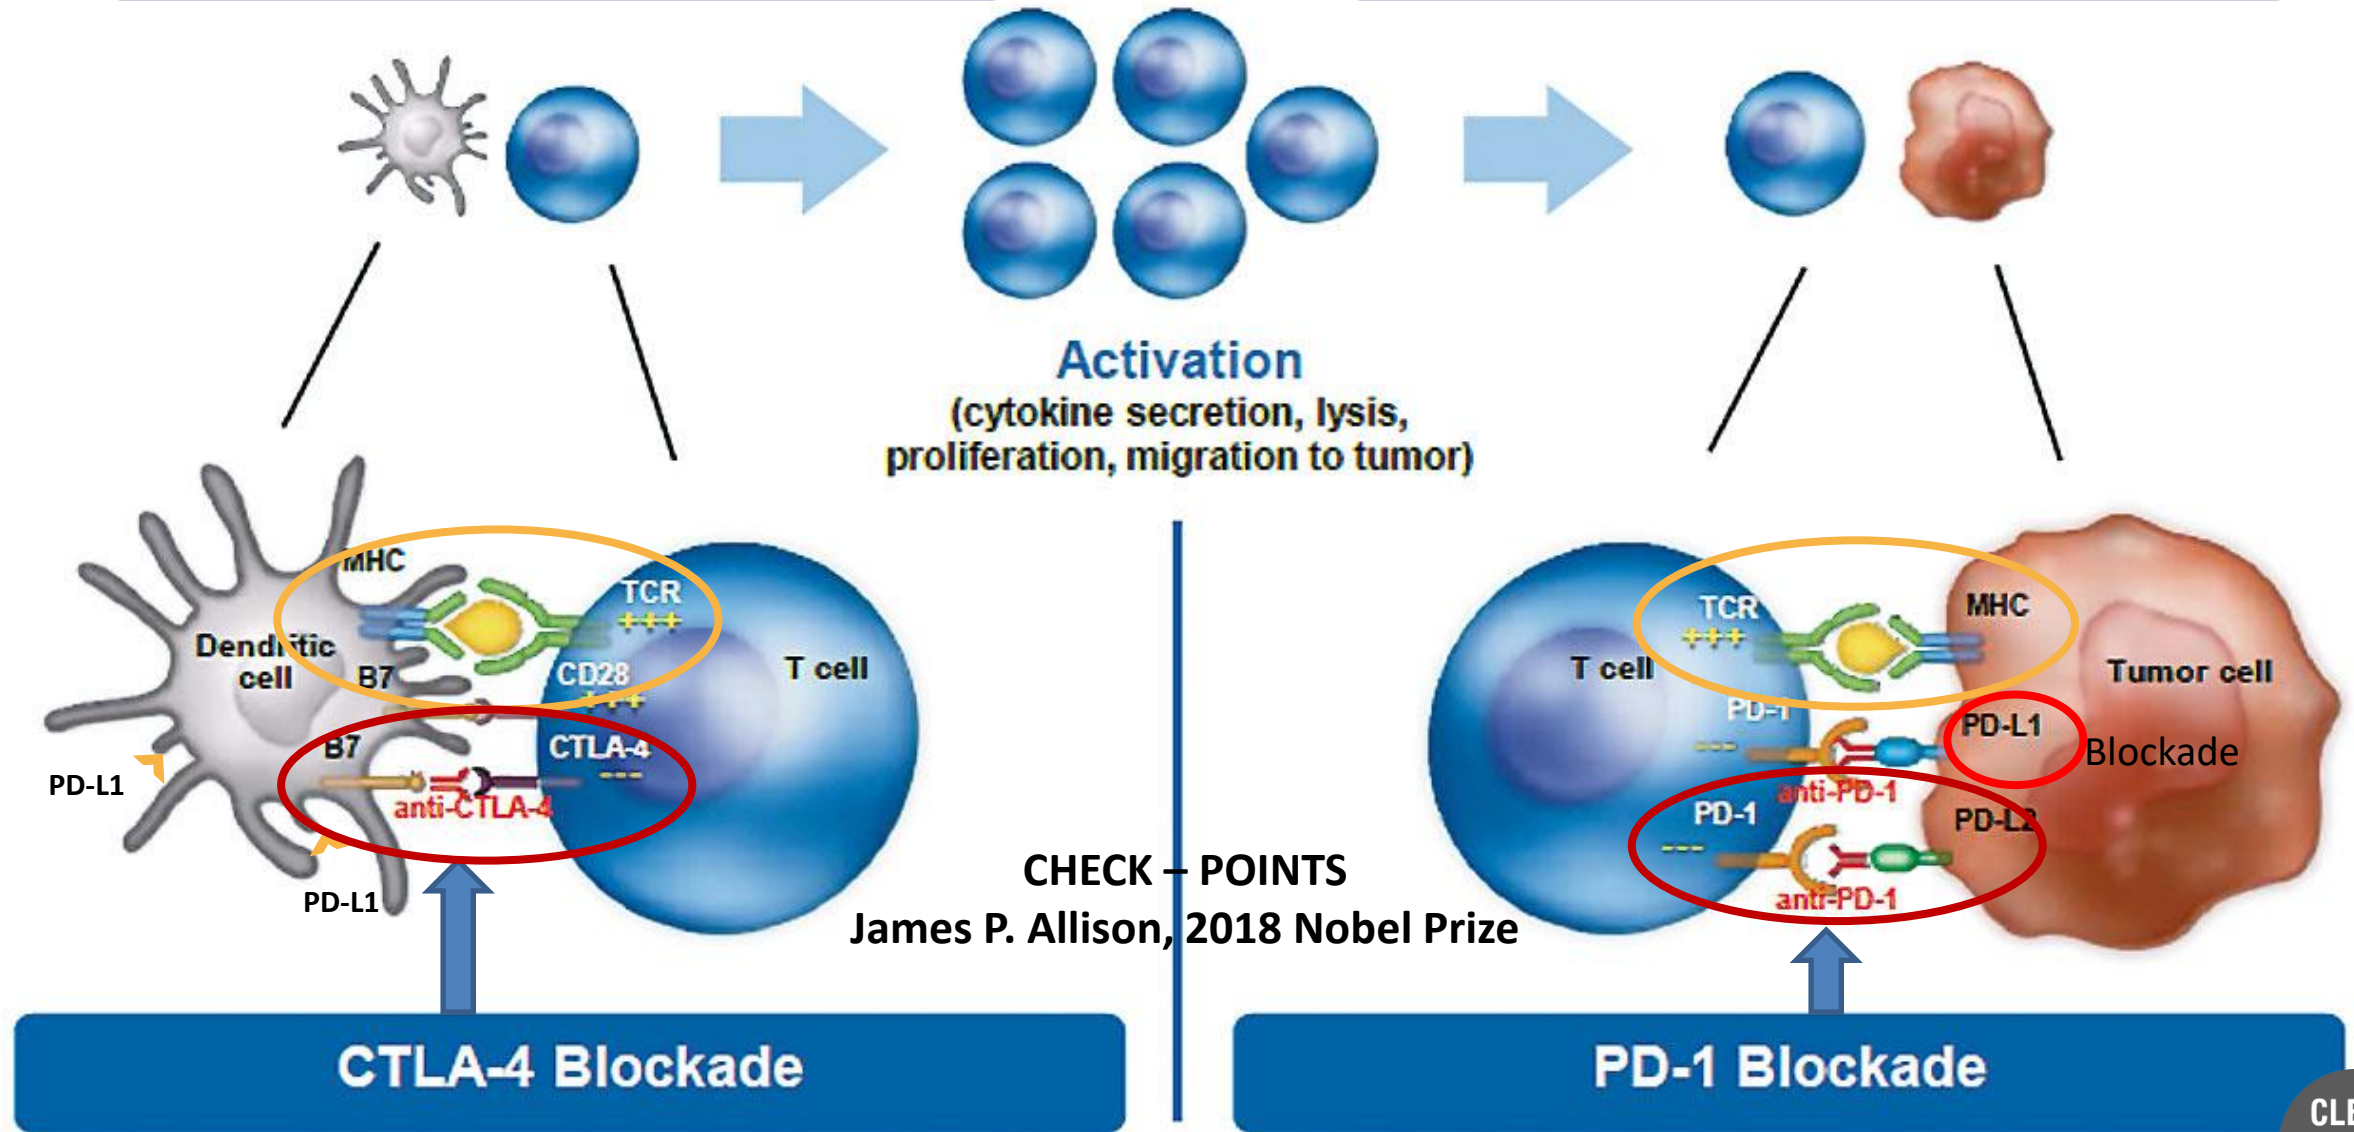 Activation
(cytokine secretion, lysis,
proliferation, migration to tumor)
MHC
TCR
+++
Dendritic
cell
B7
CD28
+++
T cell
B7
CTLA-4
---
anti-CTLA-4
PD-L1
PD-L1
TCR
+++
MHC
T cell
Tumor cell
PD-1
---
PD-L1
Blockade
anti-PD-1
PD-1
---
PD-L2
anti-PD-1
CHECK – POINTS
James P. Allison, 2018 Nobel Prize
CTLA-4 Blockade
PD-1 Blockade